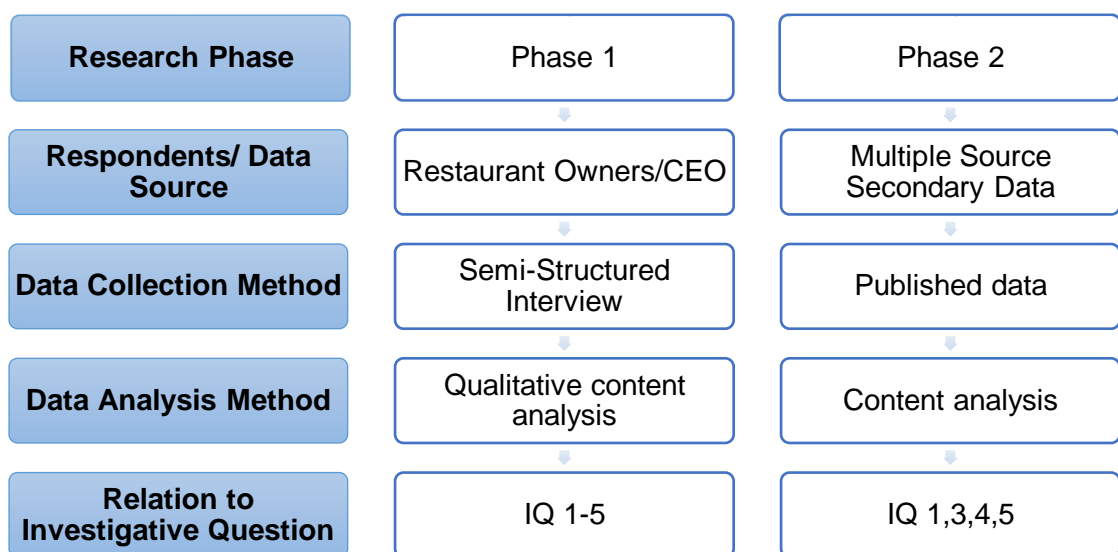 Research Phase
Phase 1
Phase 2
Respondents/ Data
Source
Restaurant Owners/CEO
Multiple Source
Secondary Data
Data Collection Method
Semi-Structured
Interview
Published data
Data Analysis Method
Qualitative content
analysis
Content analysis
Relation to
Investigative Question
IQ 1-5
IQ 1,3,4,5